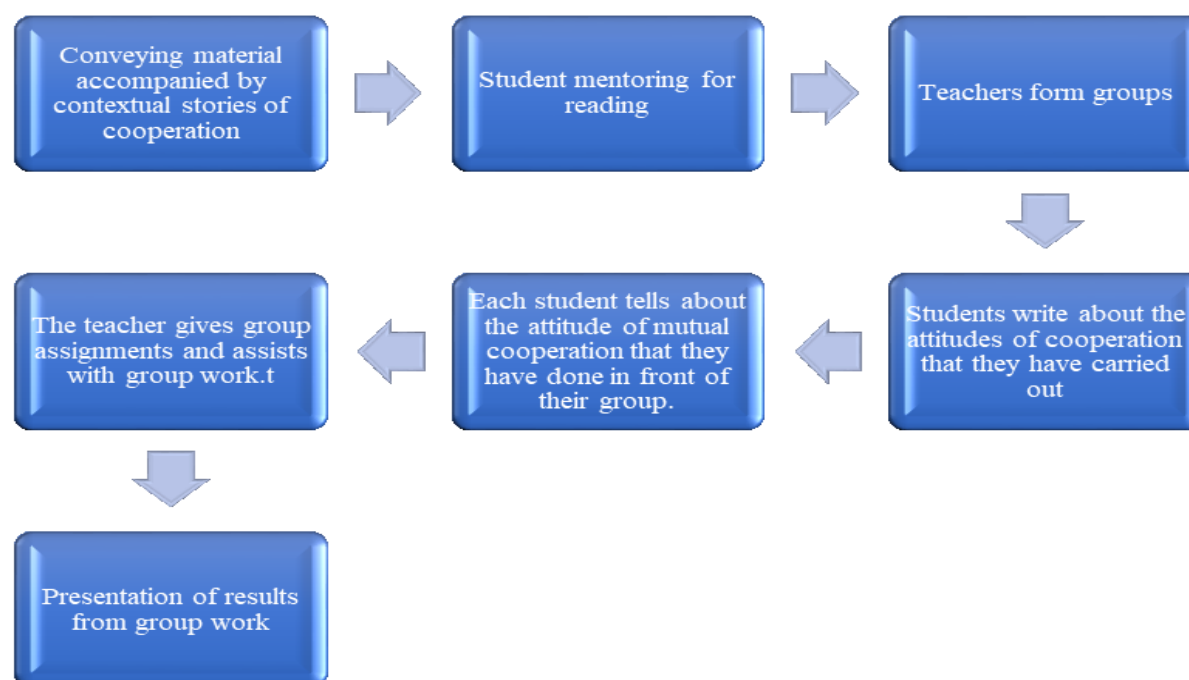 Conveying material
accompanied by
contextual stories of
cooperation
Student mentoring for
reading
Teachers form groups
Students write about the
attitudes of cooperation
that they have carried
out
Each student tells about
the attitude of mutual
cooperation that they
have done in front of
their group.
The teacher gives group
assignments and assists
with group work.t
Presentation of results
from group work